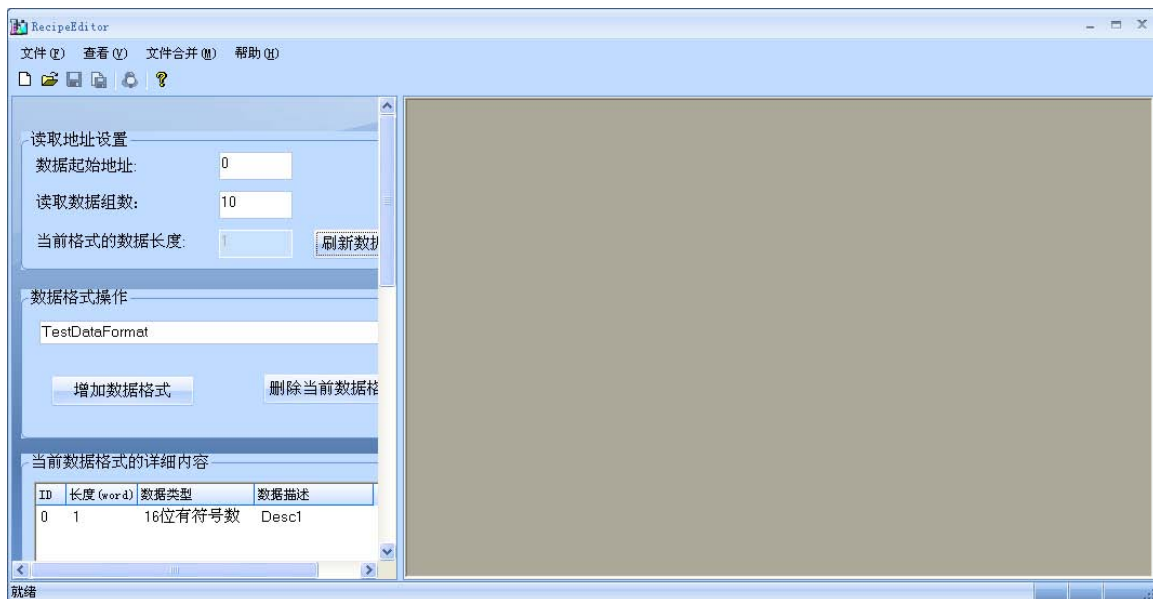 RecipeEditor
文件(F) 查看(V) 文件合并(M) 帮助(H)
读取地址设置
数据起始地址: 0
读取数据组数: 10
当前格式的数据长度: 1 刷新数据
数据格式操作
TestDataFormat
增加数据格式 删除当前数据格
当前数据格式的详细内容
ID 长度(word) 数据类型 数据描述
0 1 16位有符号数 Desc1
就绪